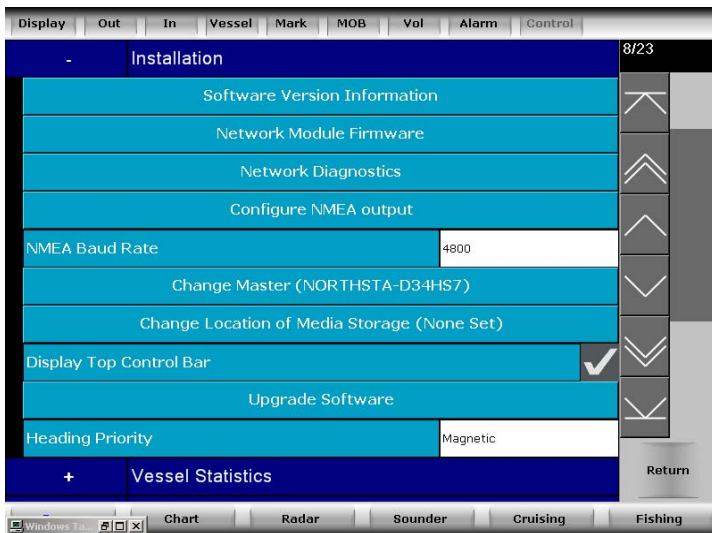 Display Out In Vessel Mark MOB Vol Alarm Control
- Installation 8/23
Software Version Information
Network Module Firmware
Network Diagnostics
Configure NMEA output
NMEA Baud Rate 4800
Change Master (NORTHSTA-D34HS7)
Change Location of Media Storage (None Set)
Display Top Control Bar
Upgrade Software
Heading Priority Magnetic
+ Vessel Statistics Return
Windows Ta... Chart Radar Sounder Cruising Fishing